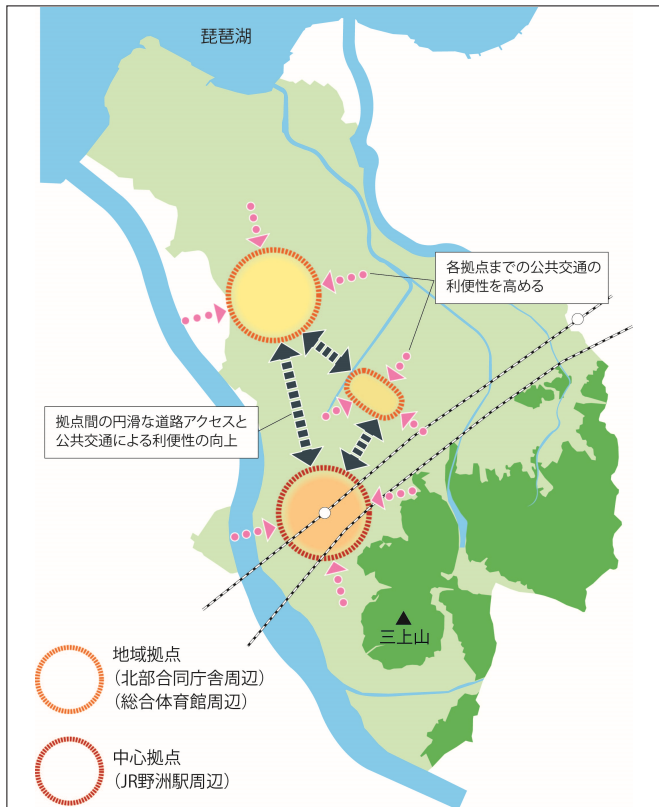 琵琶湖
各拠点までの公共交通の
利便性を高める
拠点間の円滑な道路アクセスと
公共交通による利便性の向上
三上山
地域拠点
（北部合同庁舎周辺）
（総合体育館周辺）
中心拠点
（JR野洲駅周辺）